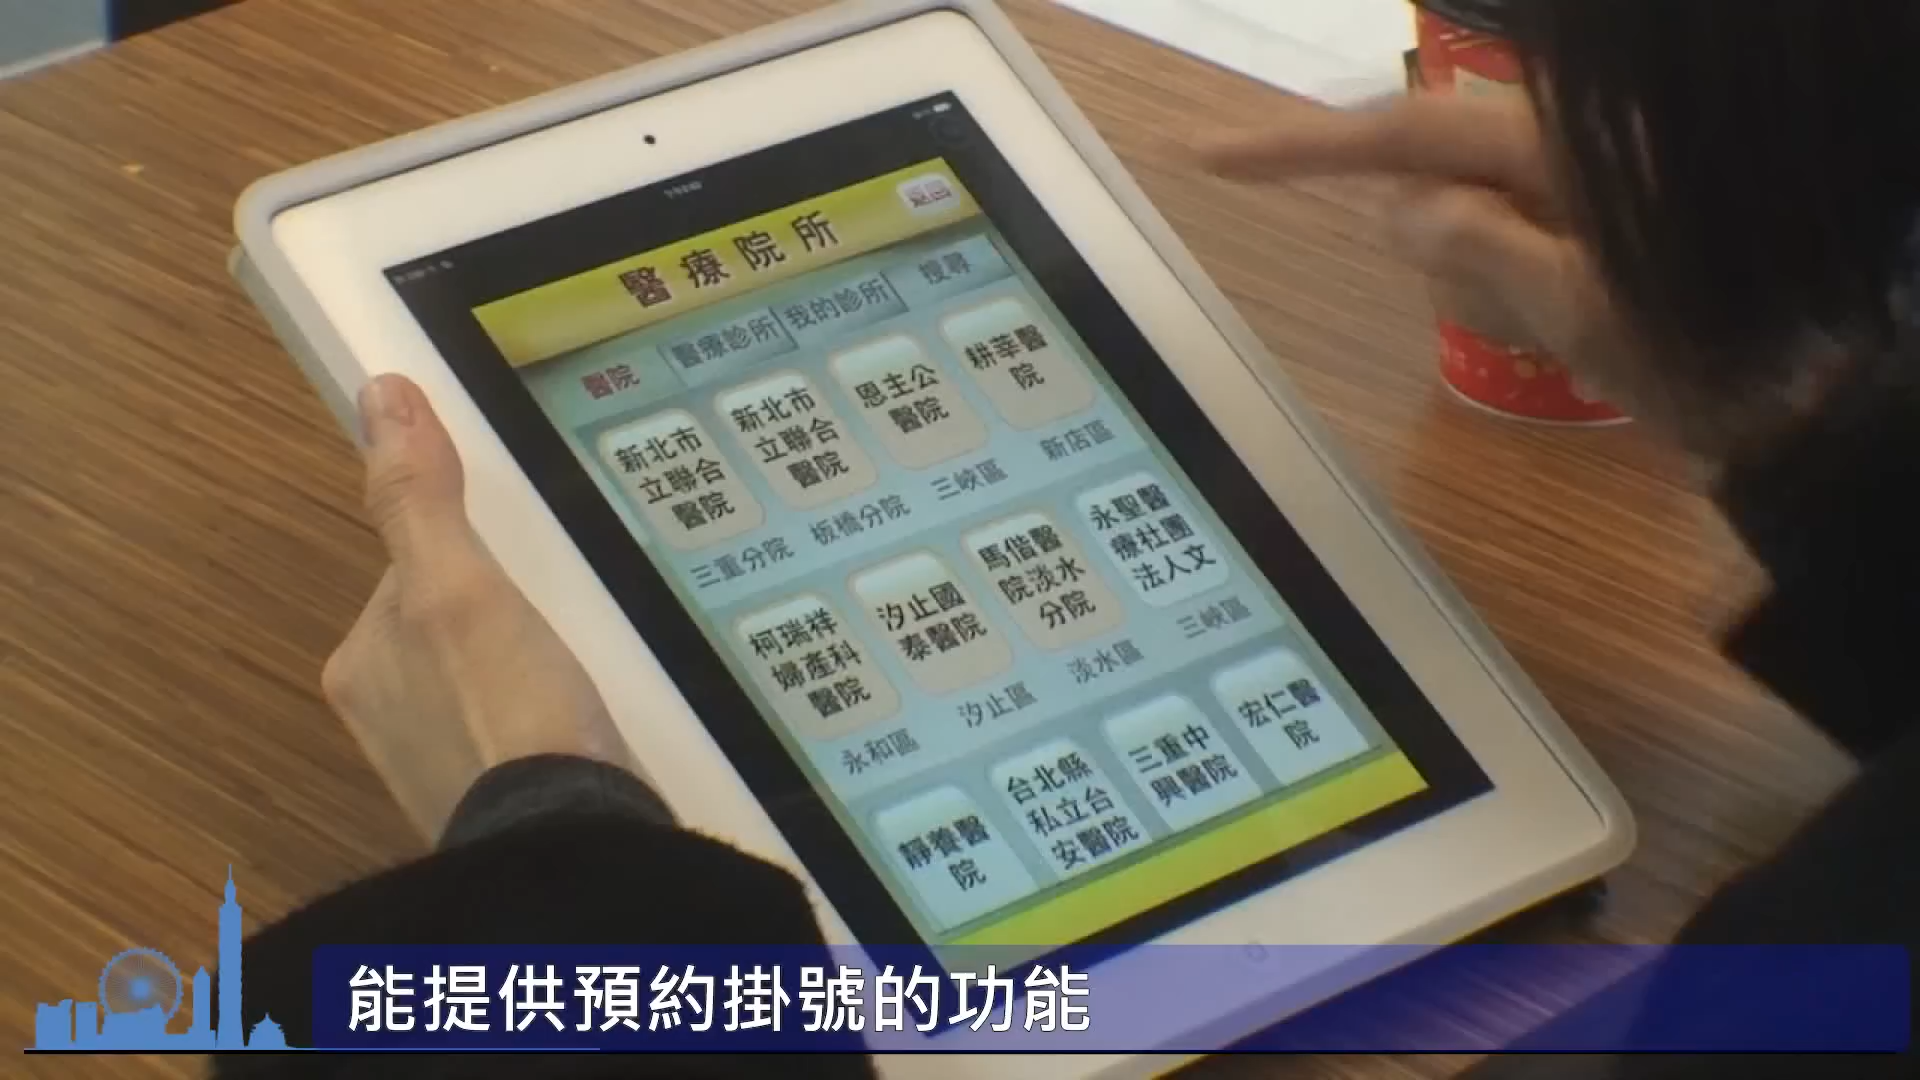 返回
醫療院所
醫院
醫療診所
我的診所
搜尋
新北市
立聯合
醫院
三重分院
新北市
立聯合
醫院
板橋分院
恩主公
醫院
三峽區
耕莘醫
院
新店區
柯瑞祥
婦產科
醫院
永和區
汐止國
泰醫院
汐止區
馬偕醫
院淡水
分院
淡水區
永聖醫
療社團
法人文
三峽區
靜養醫
院
台北縣
私立台
安醫院
三重中
興醫院
宏仁醫
院
能提供預約掛號的功能